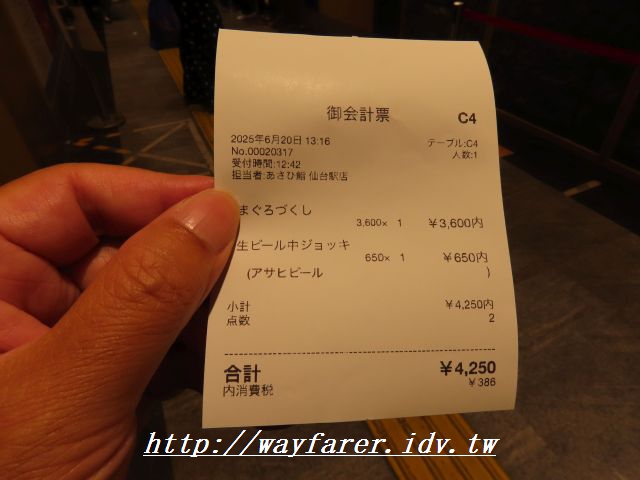 御会計票 C4
2025年6月20日 13:16 テーブル:C4
No.00020317 人数:1
受付時間:12:42
担当者:あさひ鮨 仙台駅店
まぐろづくし
3,600× 1 ¥3,600内
生ビール中ジョッキ
650× 1 ¥650内
(アサヒビール )
小計 ¥4,250内
点数 2
合計 ¥4,250
内消費税 ¥386
http://wayfarer.idv.tw